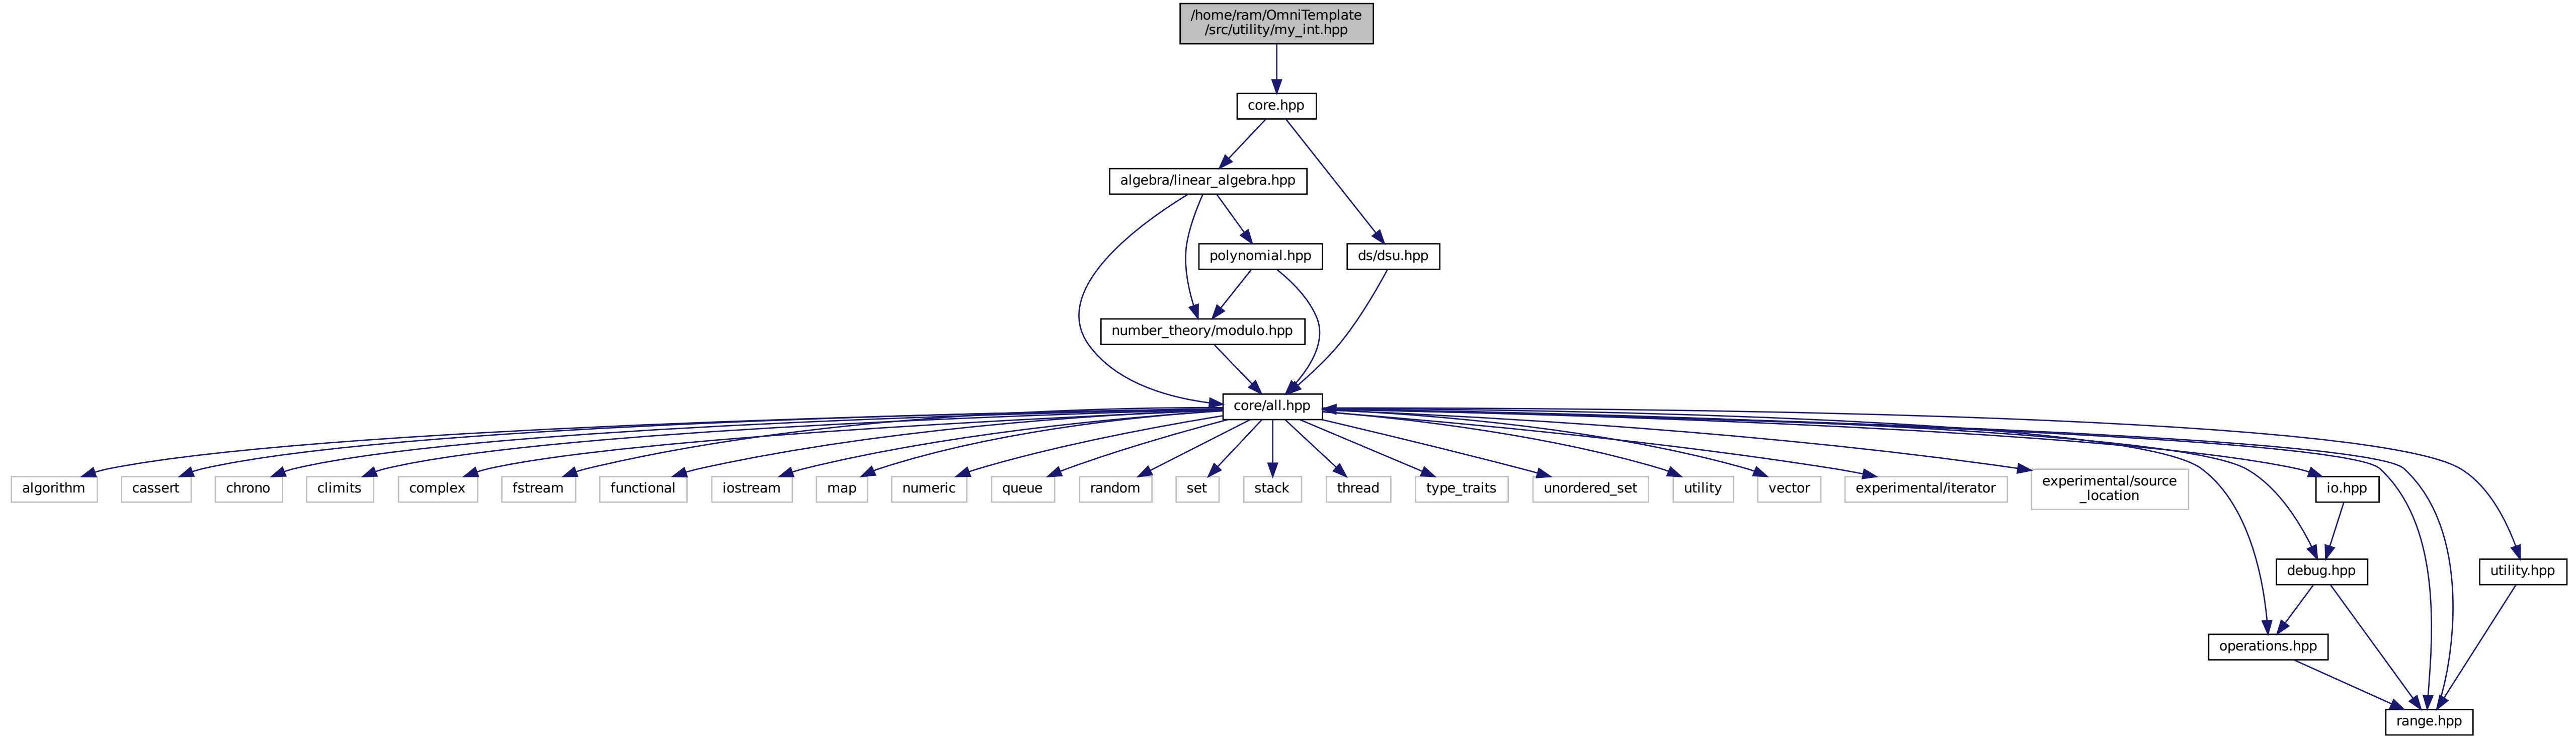 /home/ram/OmniTemplate
/src/utility/my_int.hpp
core.hpp
algebra/linear_algebra.hpp
polynomial.hpp
ds/dsu.hpp
number_theory/modulo.hpp
core/all.hpp
algorithm
cassert
chrono
climits
complex
fstream
functional
iostream
map
numeric
queue
random
set
stack
thread
type_traits
unordered_set
utility
vector
experimental/iterator
experimental/source
_location
io.hpp
debug.hpp
utility.hpp
operations.hpp
range.hpp